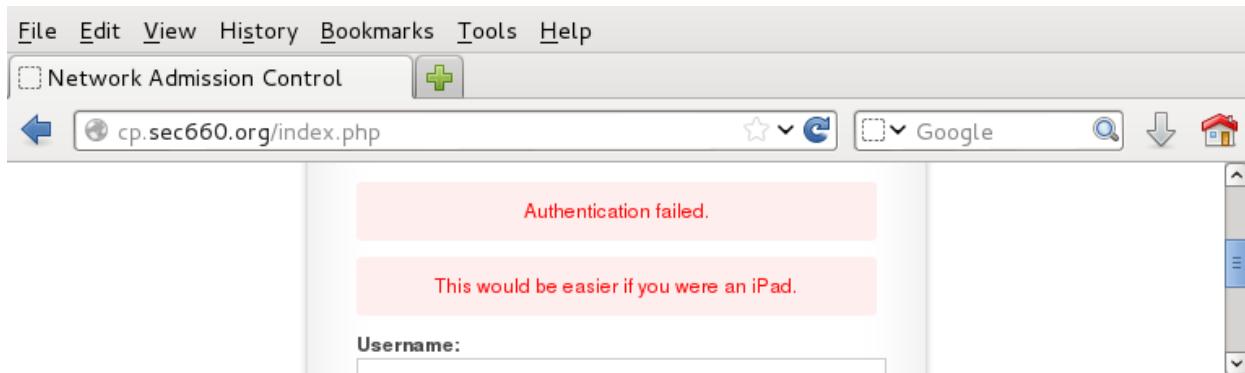 File Edit View History Bookmarks Tools Help
Network Admission Control
cp.sec660.org/index.php Google
Authentication failed.
This would be easier if you were an iPad.
Username: